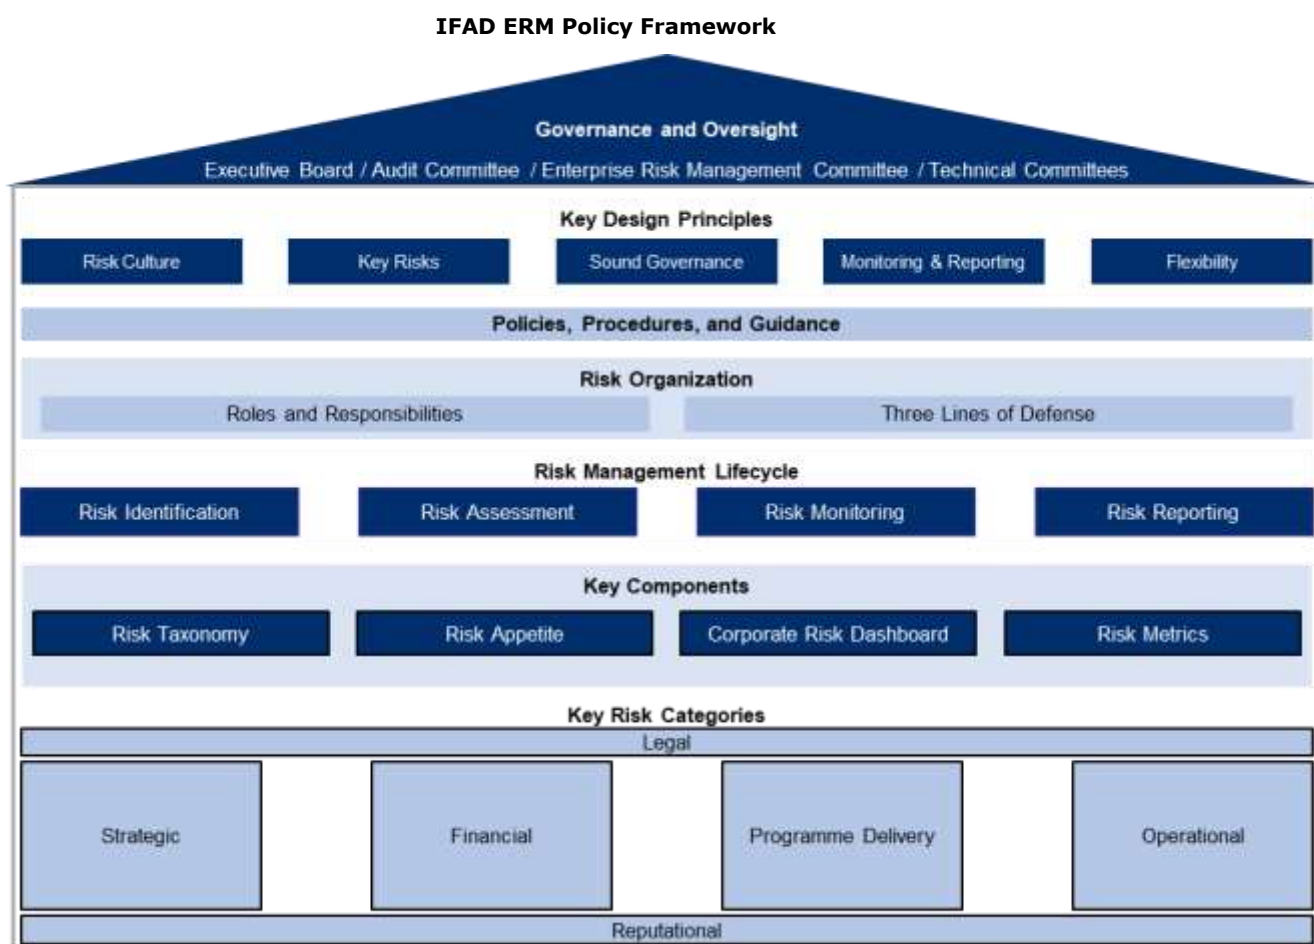 IFAD ERM Policy Framework
Governance and Oversight
Executive Board / Audit Committee / Enterprise Risk Management Committee / Technical Committees
Key Design Principles
Risk Culture
Key Risks
Sound Governance
Monitoring & Reporting
Flexibility
Policies, Procedures, and Guidance
Risk Organization
Roles and Responsibilities
Three Lines of Defense
Risk Management Lifecycle
Risk Identification
Risk Assessment
Risk Monitoring
Risk Reporting
Key Components
Risk Taxonomy
Risk Appetite
Corporate Risk Dashboard
Risk Metrics
Key Risk Categories
Legal
Strategic
Financial
Programme Delivery
Operational
Reputational